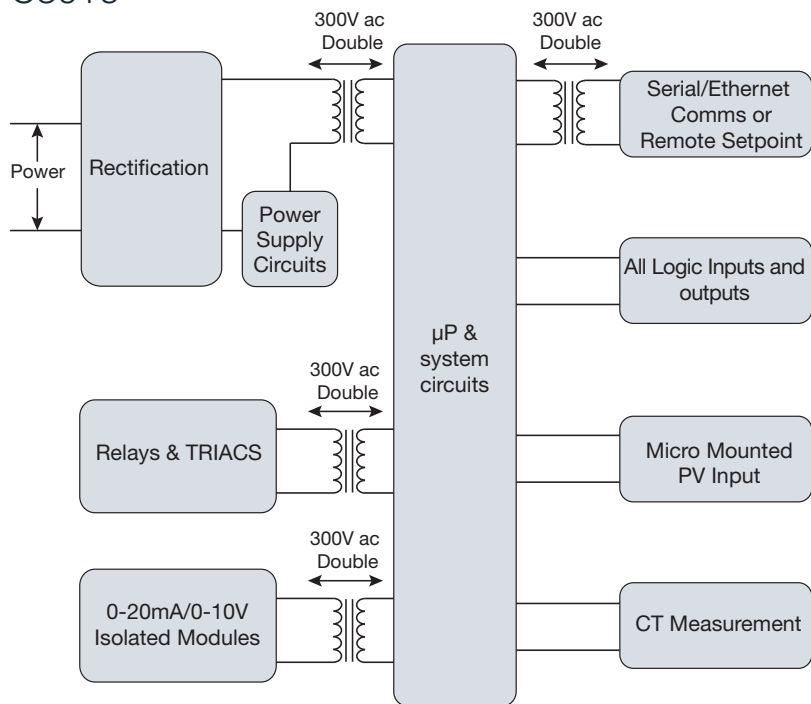 300V ac
Double
300V ac
Double
Power
Rectification
Power
Supply
Circuits
Serial/Ethernet
Comms or
Remote Setpoint
All Logic Inputs and
outputs
µP &
system
circuits
300V ac
Double
Relays & TRIACS
Micro Mounted
PV Input
300V ac
Double
0-20mA/0-10V
Isolated Modules
CT Measurement